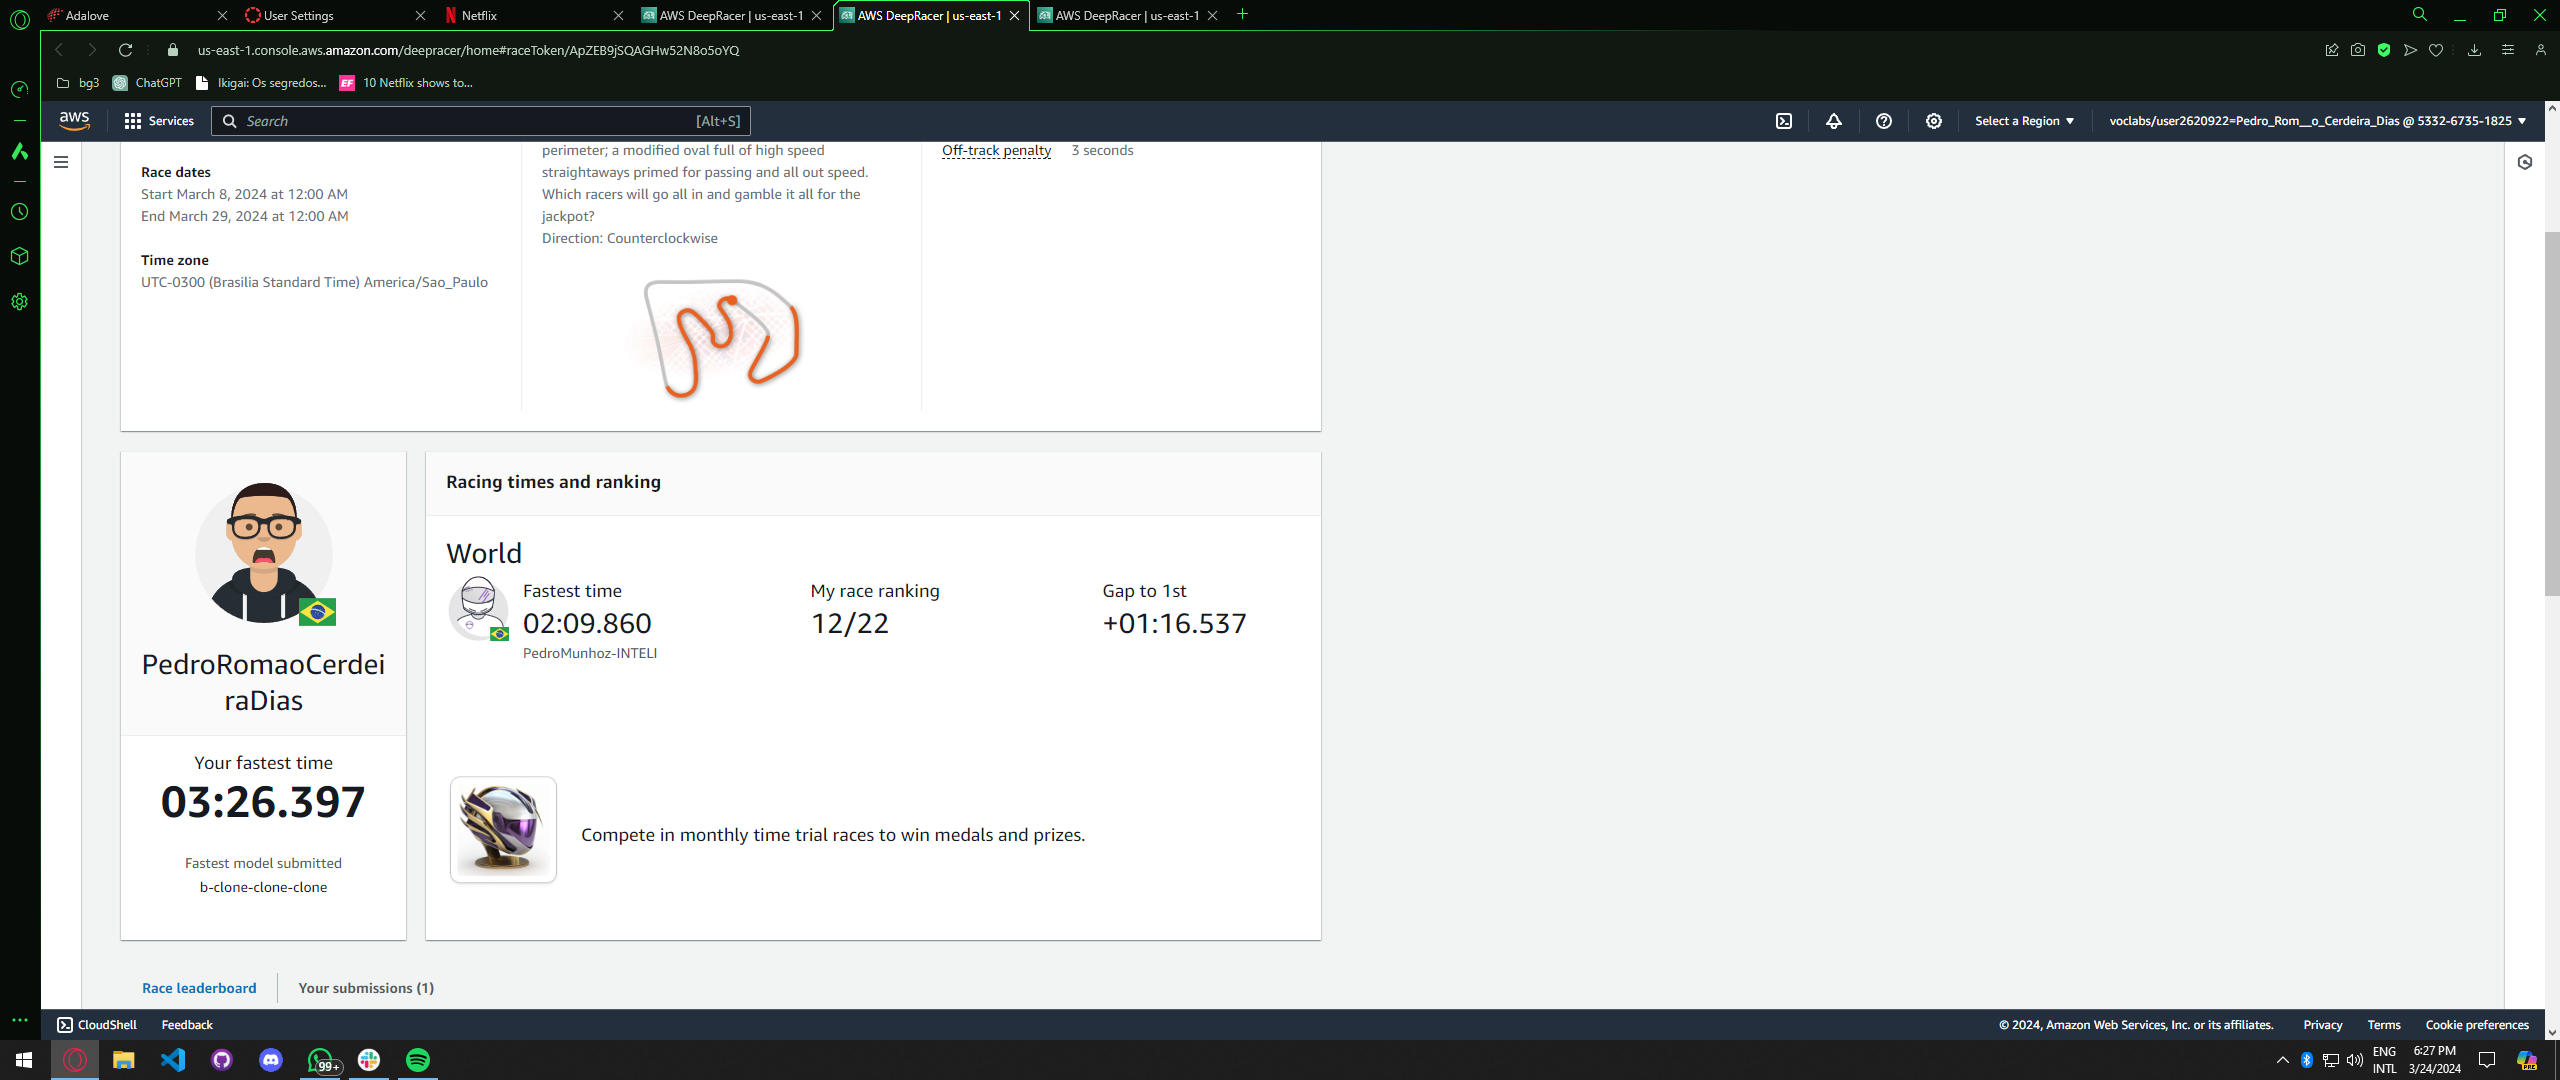 Adalove
User Settings
Netflix
AWS DeepRacer | us-east-1
AWS DeepRacer | us-east-1
AWS DeepRacer | us-east-1
us-east-1.console.aws.amazon.com/deepracer/home#raceToken/ApZEB9jSQAGHw52N8o5oYQ
bg3
ChatGPT
Ikigai: Os segredos...
EF
10 Netflix shows to...
aws
Services
Search
[Alt+S]
Select a Region
voclabs/user2620922=Pedro_Rom__o_Cerdeira_Dias @ 5332-6735-1825
Race dates
Start March 8, 2024 at 12:00 AM
End March 29, 2024 at 12:00 AM
Time zone
UTC-0300 (Brasilia Standard Time) America/Sao_Paulo
perimeter; a modified oval full of high speed
straightaways primed for passing and all out speed.
Which racers will go all in and gamble it all for the
jackpot?
Direction: Counterclockwise
Off-track penalty 3 seconds
PedroRomaoCerdei
raDias
Your fastest time
03:26.397
Fastest model submitted
b-clone-clone-clone
Racing times and ranking
World
Fastest time
02:09.860
PedroMunhoz-INTELI
My race ranking
12/22
Gap to 1st
+01:16.537
Compete in monthly time trial races to win medals and prizes.
Race leaderboard
Your submissions (1)
CloudShell
Feedback
© 2024, Amazon Web Services, Inc. or its affiliates.
Privacy
Terms
Cookie preferences
99+
ENG
INTL
6:27 PM
3/24/2024
PRE